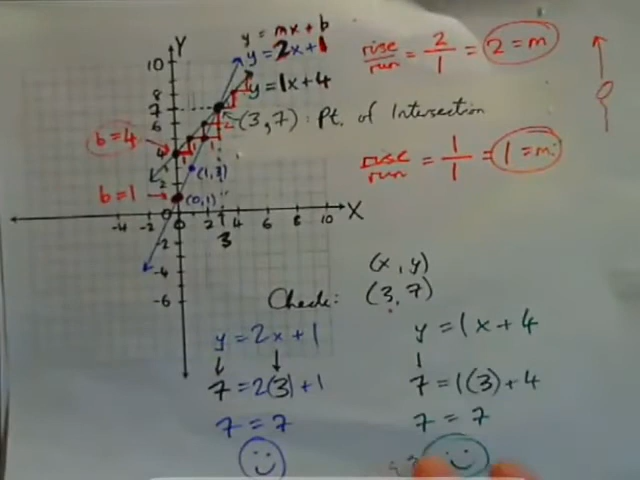 y = mx + b
y = 2x + 1
y = 1x + 4
rise/run = 2/1 = 2 = m
(3,7) : Pt. of Intersection
rise/run = 1/1 = 1 = m
b = 4
b = 1
(1,3)
(0,1)
Y
10
8
7
6
4
2
0
-2
-4
-6
X
-4 -2 0 2 4 6 8 10
3
(x, y)
Check: (3, 7)
y = 2x + 1
7 = 2(3) + 1
7 = 7
y = 1x + 4
7 = 1(3) + 4
7 = 7